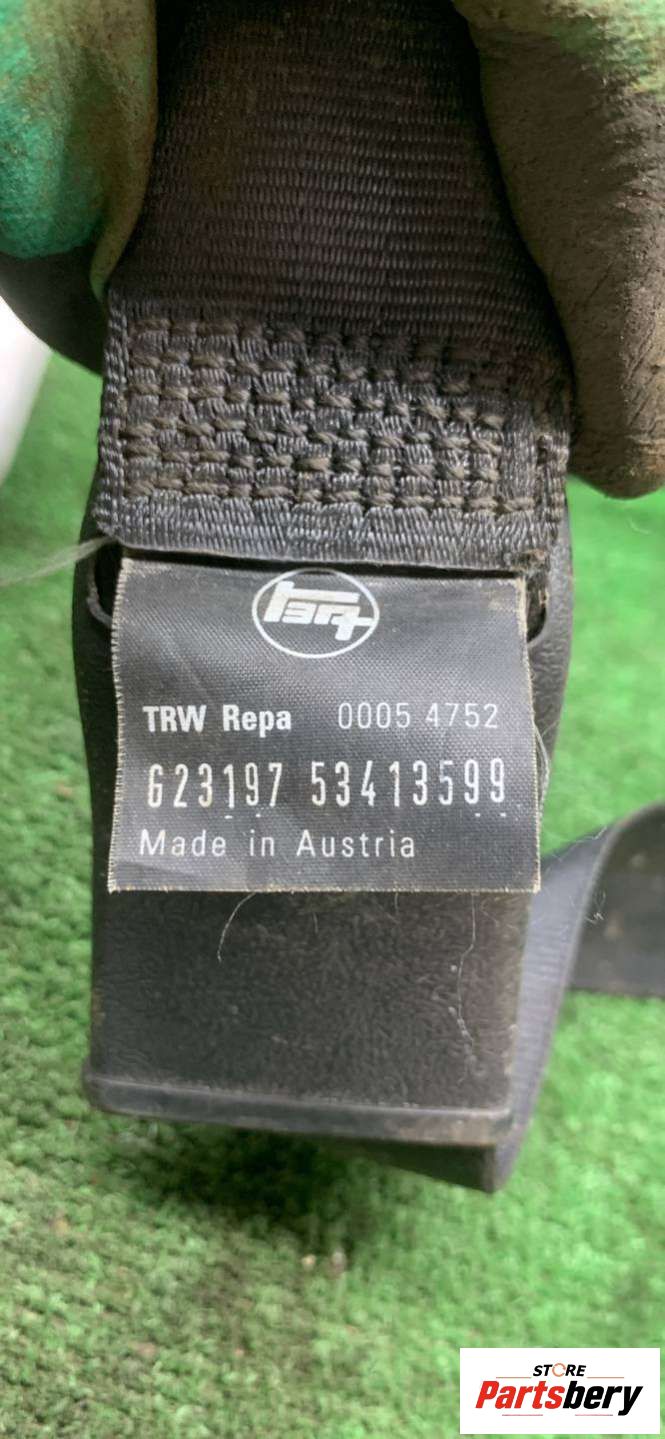 TRW Repa 0005 4752
623197 53413599
Made in Austria
STORE
Partsbery